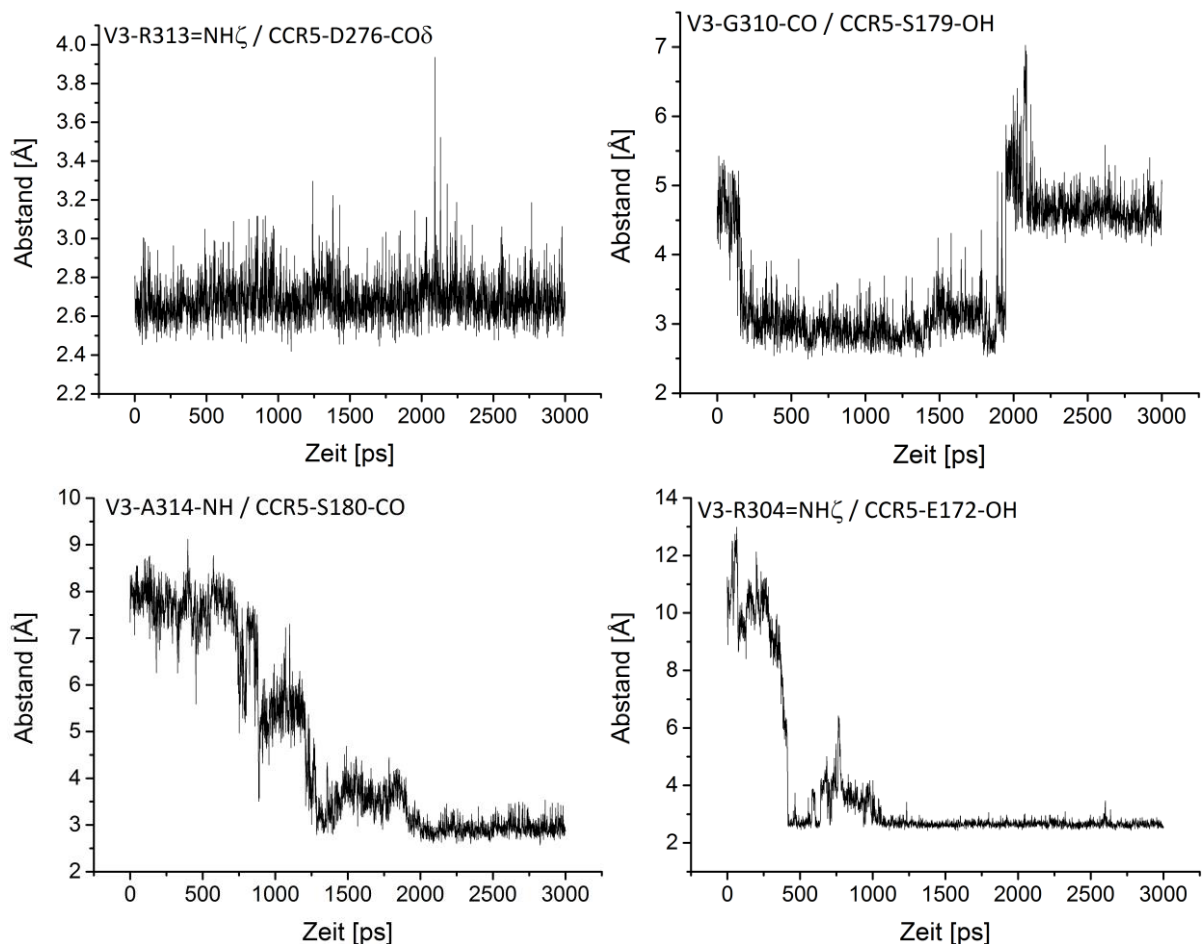 V3-R313=NHζ / CCR5-D276-COδ
4.0
3.8
3.6
3.4
3.2
3.0
2.8
2.6
2.4
2.2
Abstand [Å]
0 500 1000 1500 2000 2500 3000
Zeit [ps]
V3-G310-CO / CCR5-S179-OH
7
6
5
4
3
2
Abstand [Å]
0 500 1000 1500 2000 2500 3000
Zeit [ps]
V3-A314-NH / CCR5-S180-CO
10
9
8
7
6
5
4
3
2
Abstand [Å]
0 500 1000 1500 2000 2500 3000
Zeit [ps]
V3-R304=NHζ / CCR5-E172-OH
14
12
10
8
6
4
2
Abstand [Å]
0 500 1000 1500 2000 2500 3000
Zeit [ps]